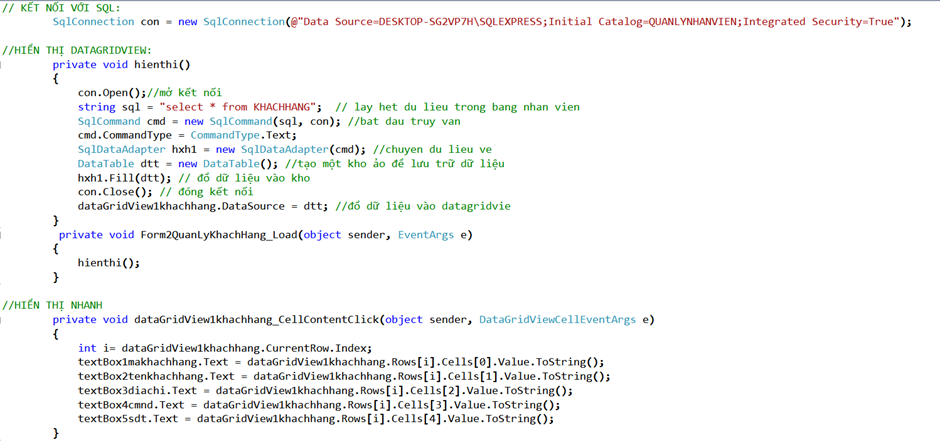 // KẾT NỐI VỚI SQL:
SqlConnection con = new SqlConnection(@"Data Source=DESKTOP-SG2VP7H\SQLEXPRESS;Initial Catalog=QUANLYNHANVIEN;Integrated Security=True");
//HIỂN THỊ DATAGRIDVIEW:
private void hienthi()
{
con.Open();//mở kết nối
string sql = "select * from KHACHHANG";  // lay het du lieu trong bang nhan vien
SqlCommand cmd = new SqlCommand(sql, con); //bat dau truy van
cmd.CommandType = CommandType.Text;
SqlDataAdapter hxh1 = new SqlDataAdapter(cmd); //chuyen du lieu ve
DataTable dtt = new DataTable(); //tạo một kho ảo để lưu trữ dữ liệu
hxh1.Fill(dtt); // đổ dữ liệu vào kho
con.Close(); // đóng kết nối
dataGridView1khachhang.DataSource = dtt; //đổ dữ liệu vào datagridvie
}
private void Form2QuanLyKhachHang_Load(object sender, EventArgs e)
{
hienthi();
}
//HIỂN THỊ NHANH
private void dataGridView1khachhang_CellContentClick(object sender, DataGridViewCellEventArgs e)
{
int i= dataGridView1khachhang.CurrentRow.Index;
textBox1makhachhang.Text = dataGridView1khachhang.Rows[i].Cells[0].Value.ToString();
textBox2tenkhachhang.Text = dataGridView1khachhang.Rows[i].Cells[1].Value.ToString();
textBox3diachi.Text = dataGridView1khachhang.Rows[i].Cells[2].Value.ToString();
textBox4cmnd.Text = dataGridView1khachhang.Rows[i].Cells[3].Value.ToString();
textBox5sdt.Text = dataGridView1khachhang.Rows[i].Cells[4].Value.ToString();
}